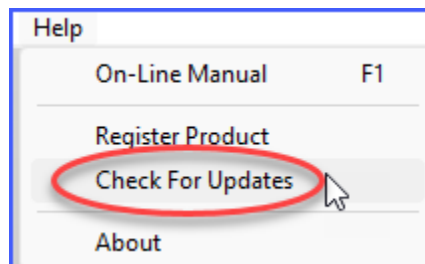 Help
On-Line Manual F1
Register Product
Check For Updates
About